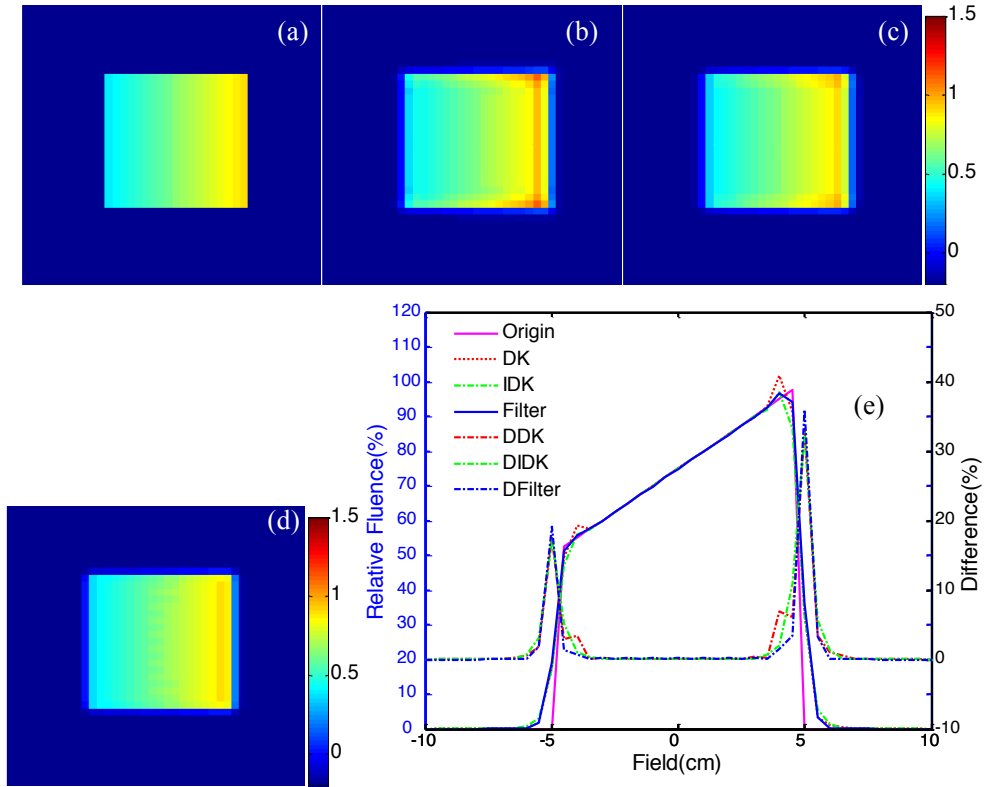 (a)
(b)
(c)
1.5
1
0.5
0
120
110
100
90
80
70
60
50
40
30
20
10
0
Relative Fluence(%)
Origin
DK
IDK
Filter
DDK
DIDK
DFilter
(e)
50
40
30
20
10
0
-10
Difference(%)
-10
-5
0
5
10
Field(cm)
(d)
1.5
1
0.5
0